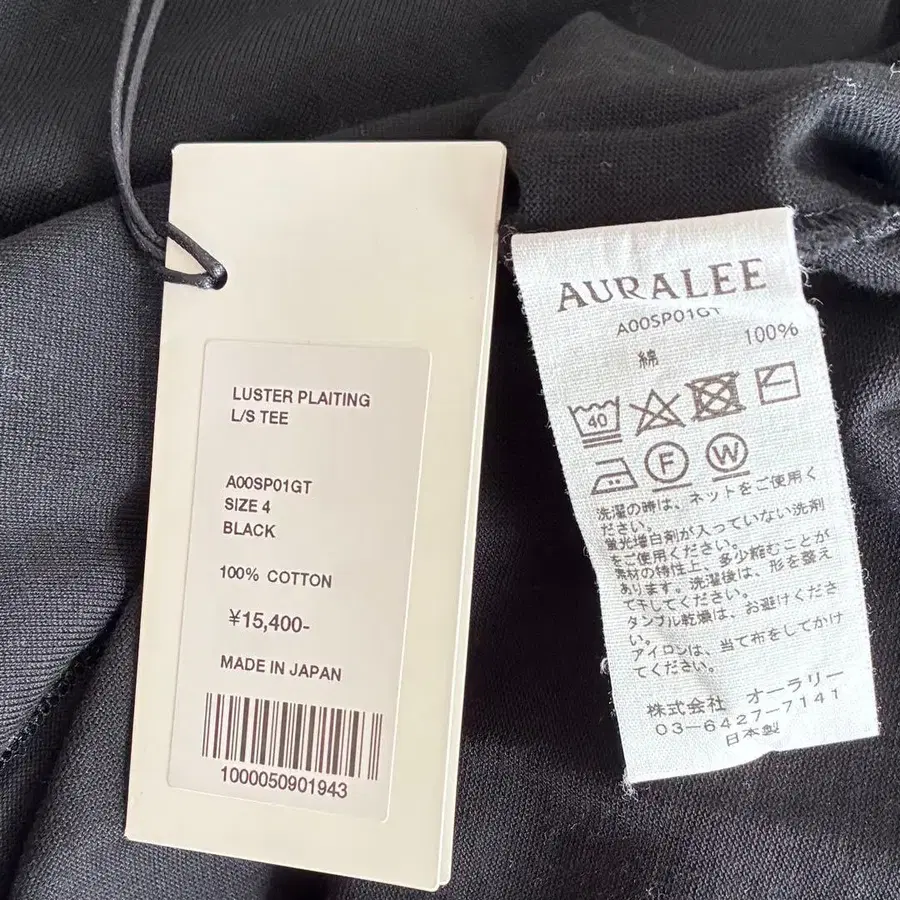 LUSTER PLAITING
L/S TEE
A00SP01GT
SIZE 4
BLACK
100% COTTON
¥15,400-
MADE IN JAPAN
1000050901943
AURALEE
A00SP01GT
綿 100%
40
F W
洗濯の時は、ネットをご使用く
ださい。
蛍光増白剤が入っていない洗剤
をご使用ください。
素材の特性上、多少縮むことが
あります。洗濯後は、形を整え
て干してください。
タンブル乾燥は、お避けくださ
い。
アイロンは、当て布をしてかけ
てください。
株式会社 オーラリー
03-6427-7141
日本製